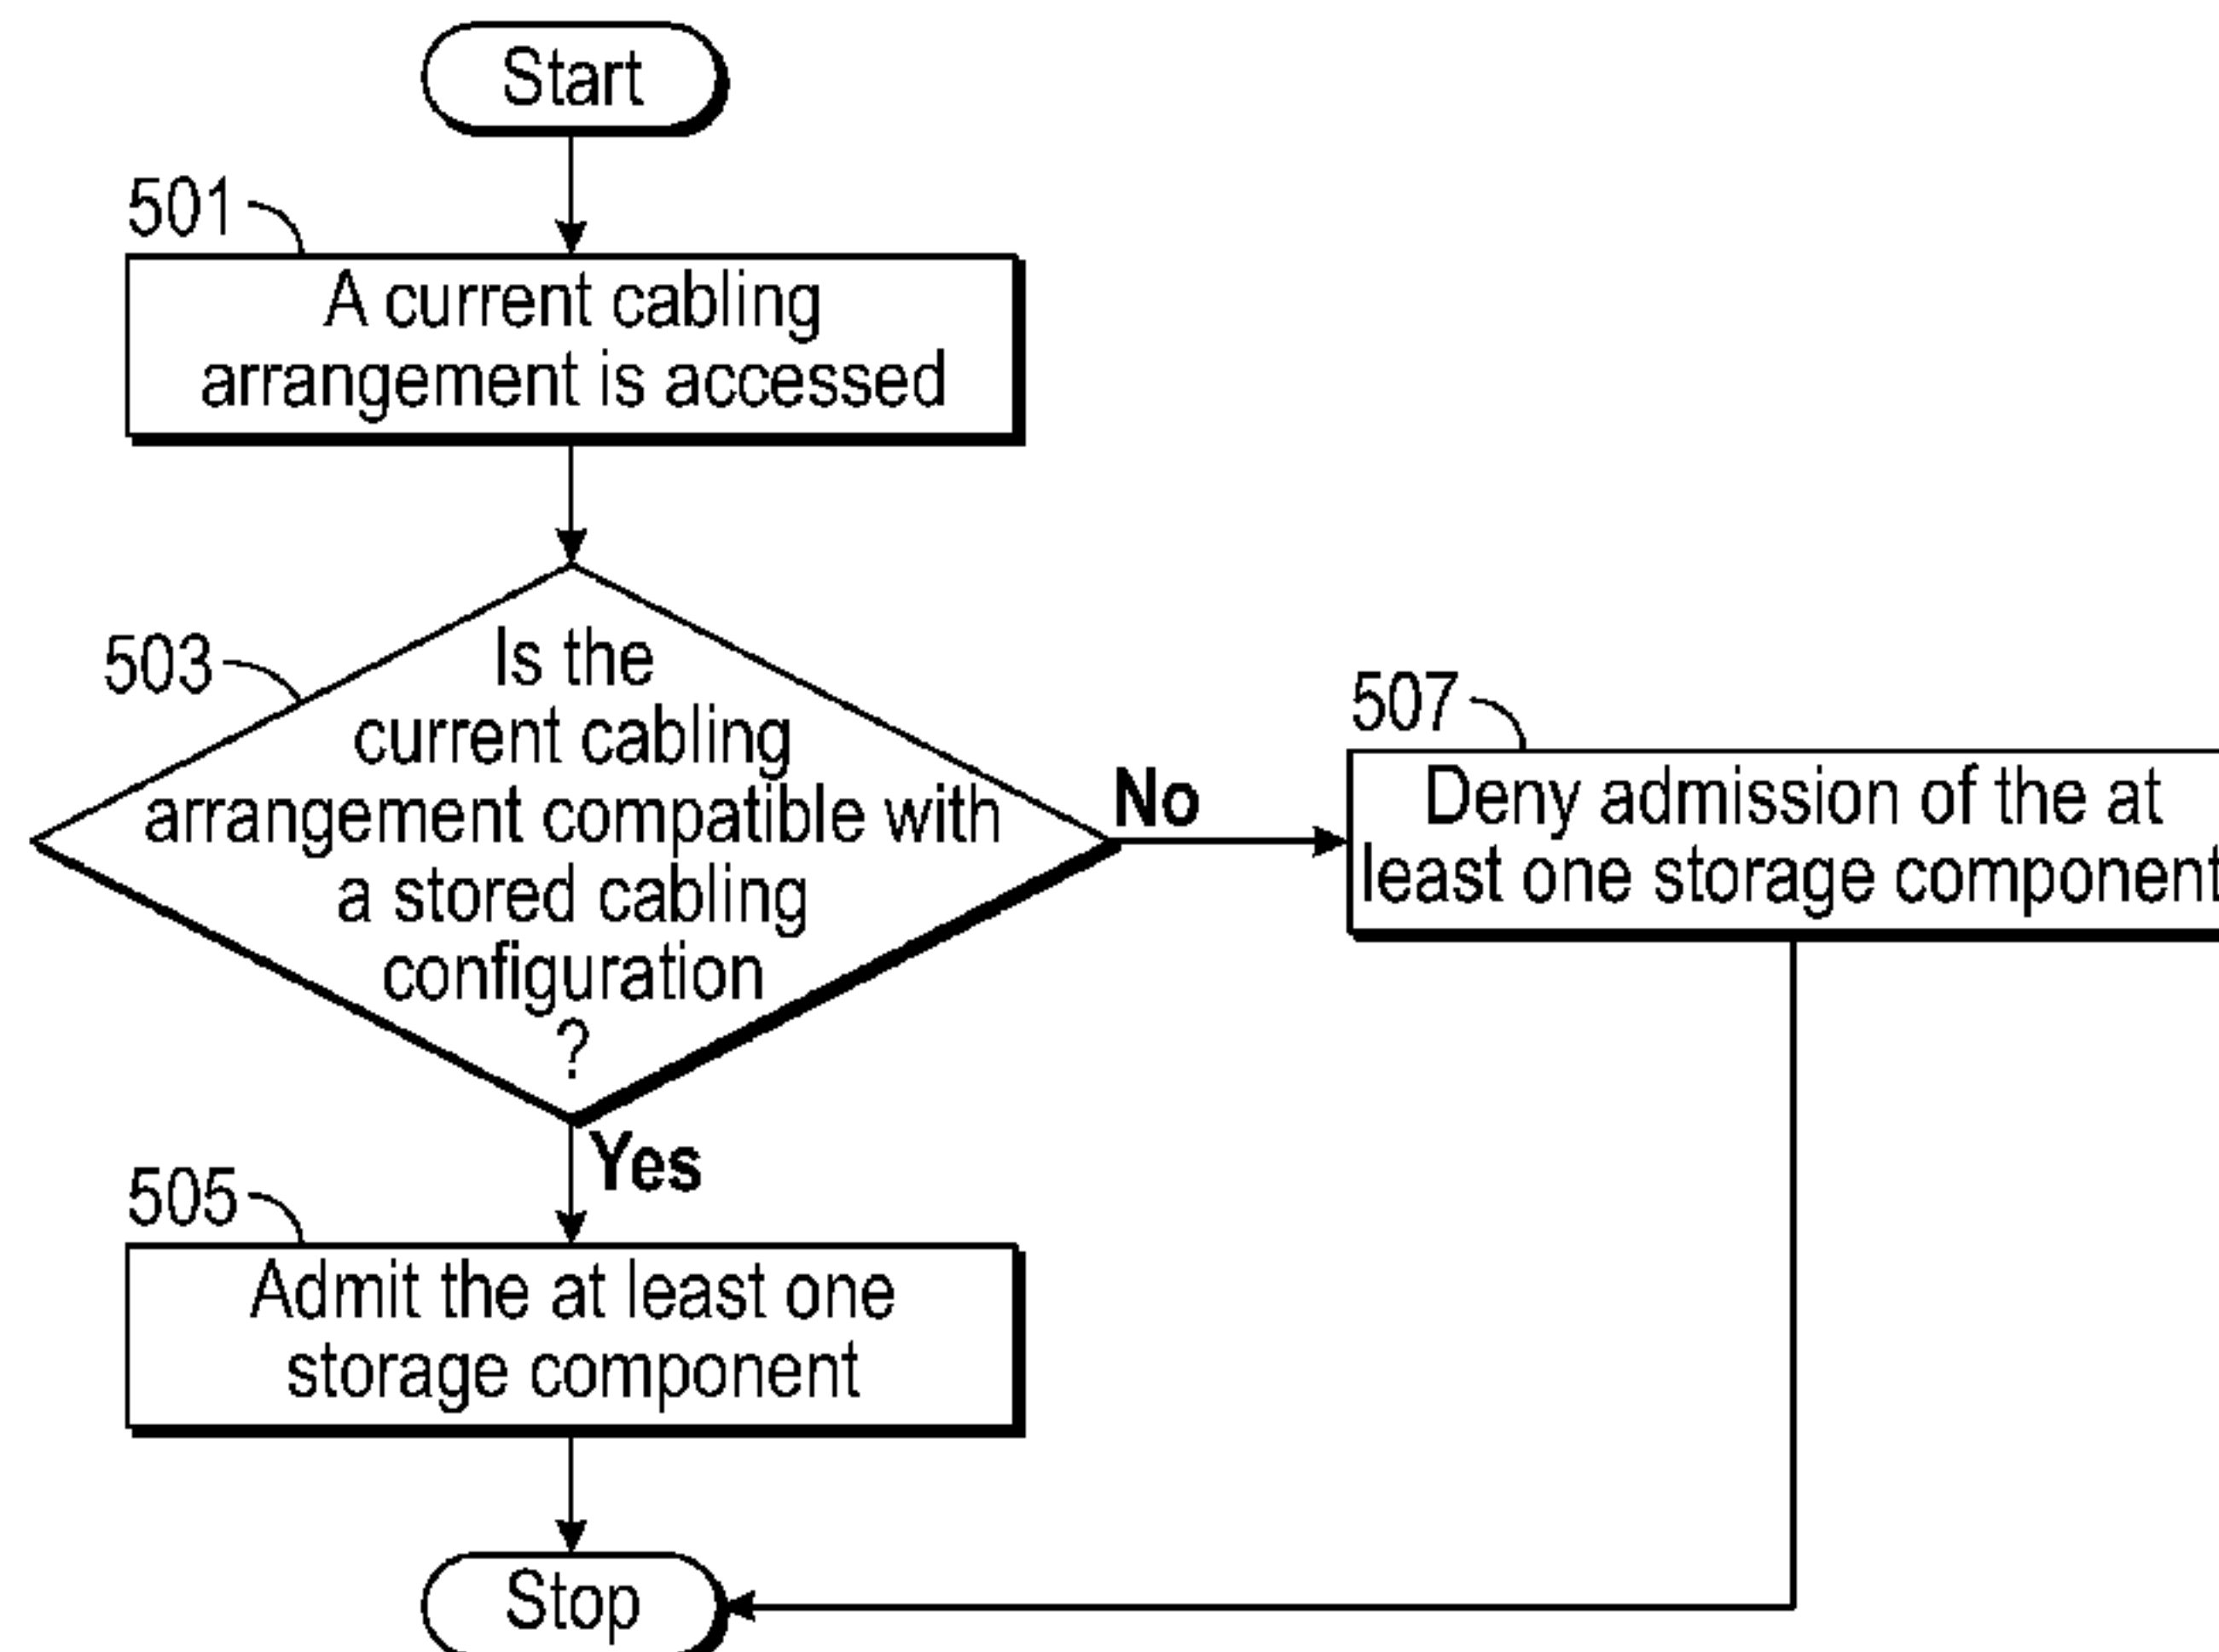 Start
501
A current cabling
arrangement is accessed
503
Is the
current cabling
arrangement compatible with
a stored cabling
configuration
?
No
507
Deny admission of the at
least one storage component
Yes
505
Admit the at least one
storage component
Stop